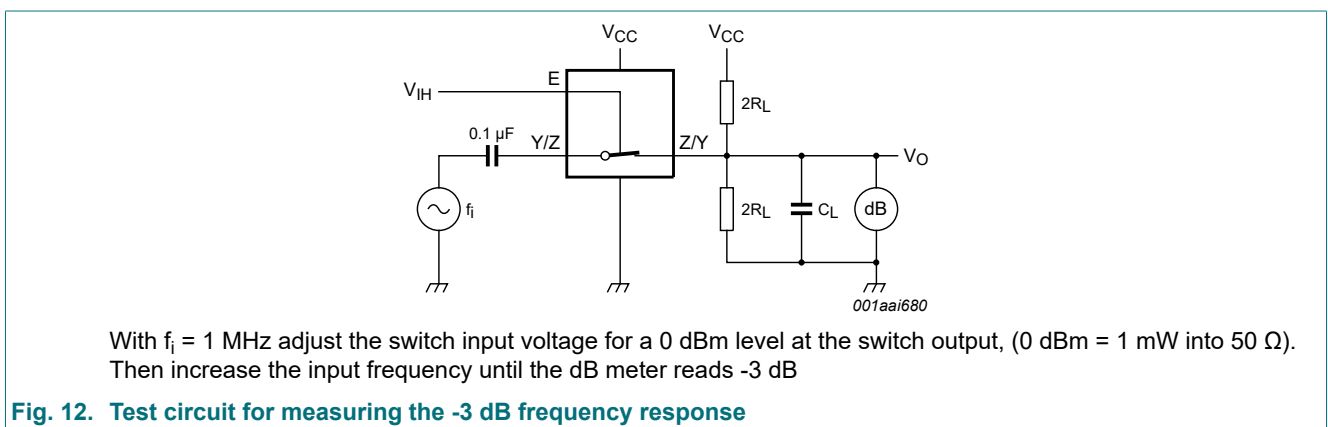 VCC VCC
E
VIH
2RL
0.1 µF Y/Z Z/Y
VO
fi 2RL CL dB
001aai680
With fi = 1 MHz adjust the switch input voltage for a 0 dBm level at the switch output, (0 dBm = 1 mW into 50 Ω).
Then increase the input frequency until the dB meter reads -3 dB
Fig. 12. Test circuit for measuring the -3 dB frequency response